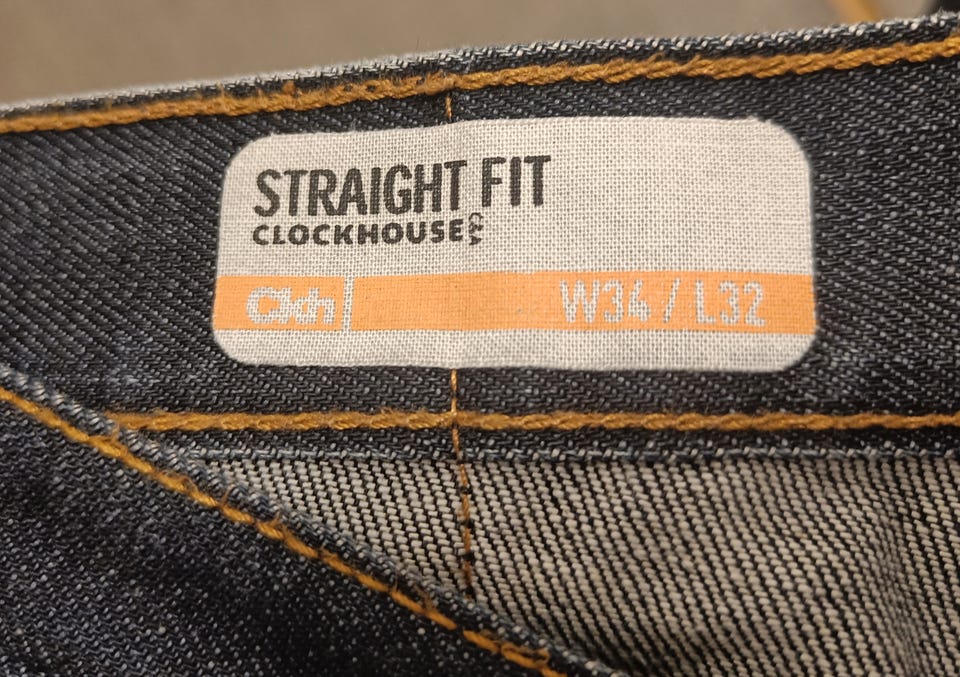 STRAIGHT FIT
CLOCKHOUSE C&A
Ckh W34 / L32